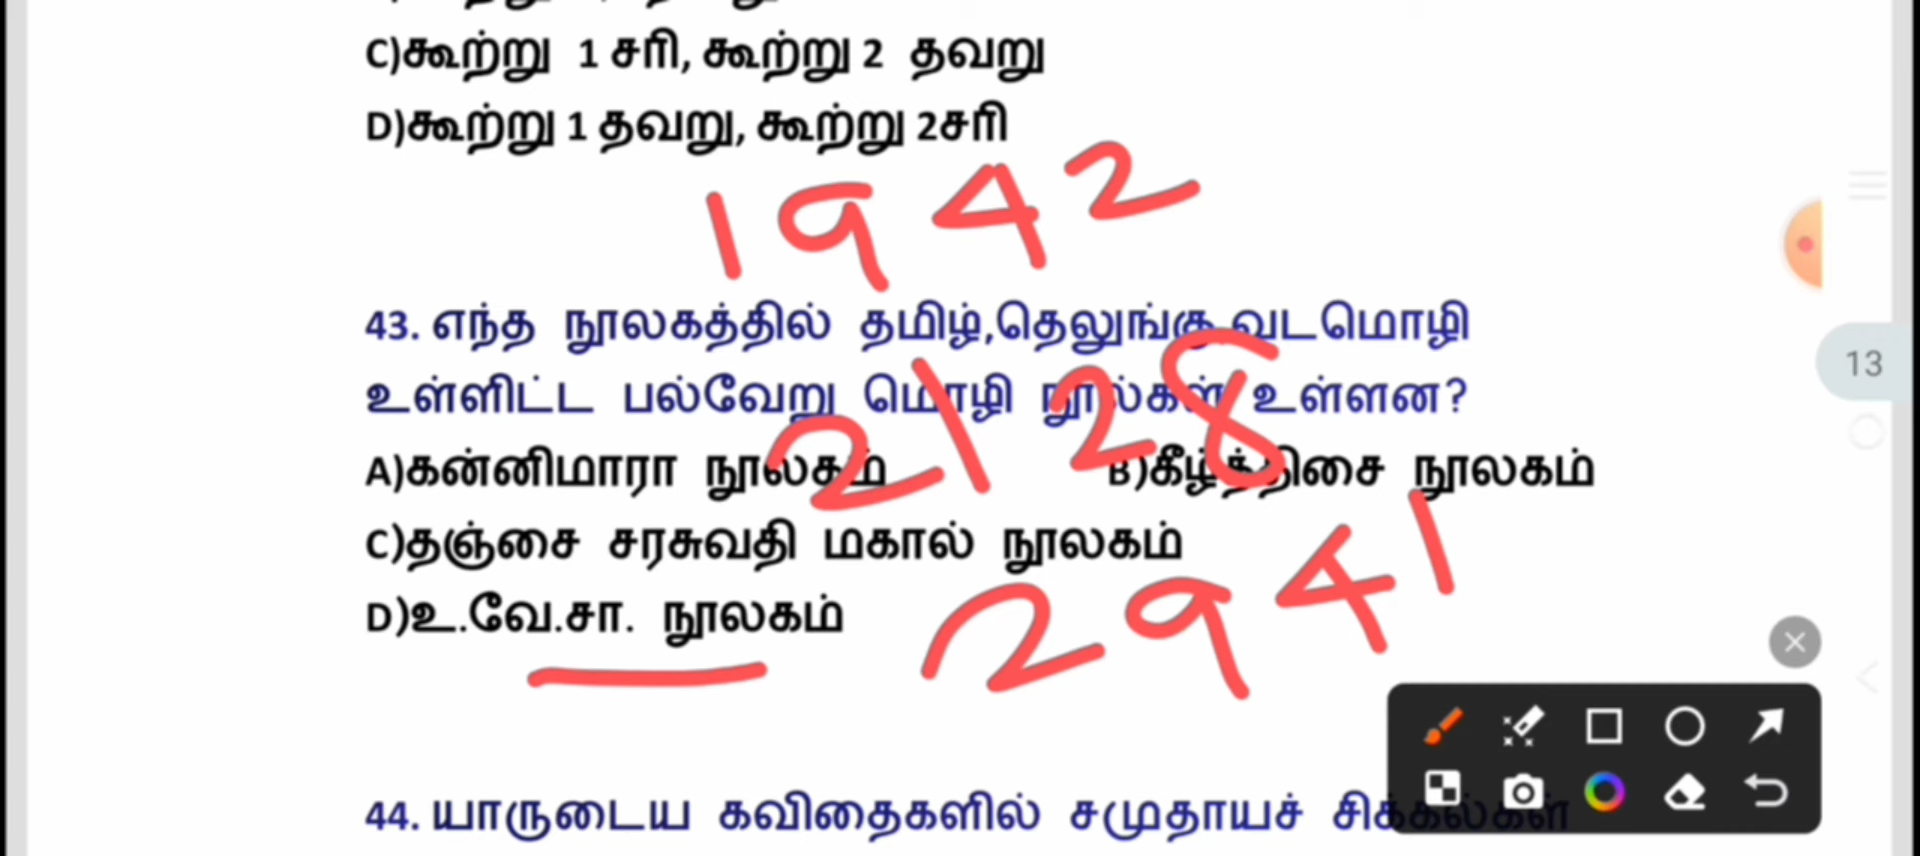 C)கூற்று 1 சரி, கூற்று 2 தவறு
D)கூற்று 1 தவறு, கூற்று 2சரி
1942
43. எந்த நூலகத்தில் தமிழ்,தெலுங்கு,வடமொழி
உள்ளிட்ட பல்வேறு மொழி நூல்கள் உள்ளன?
2128
A)கன்னிமாரா நூலகம் B)கீழ்த்திசை நூலகம்
C)தஞ்சை சரசுவதி மகால் நூலகம்
D)உ.வே.சா. நூலகம்
2941
44. யாருடைய கவிதைகளில் சமுதாயச் சிக்கல்கள்
13